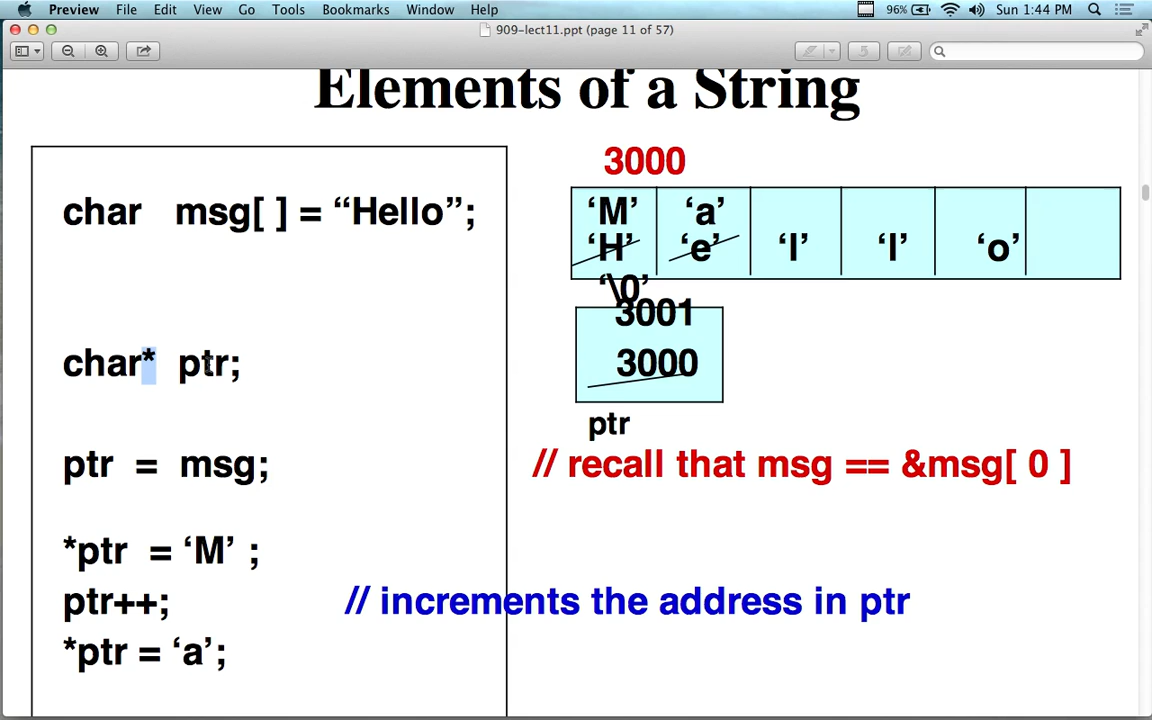 Preview File Edit View Go Tools Bookmarks Window Help 96% Sun 1:44 PM
909-lect11.ppt (page 11 of 57)
Elements of a String
3000
char msg[ ] = “Hello”;
‘M’ ‘a’
‘H’ ‘e’ ‘l’ ‘l’ ‘o’
‘\0’
3001
char* ptr;
3000
ptr
ptr = msg;
// recall that msg == &msg[ 0 ]
*ptr = ‘M’ ;
ptr++; // increments the address in ptr
*ptr = ‘a’;